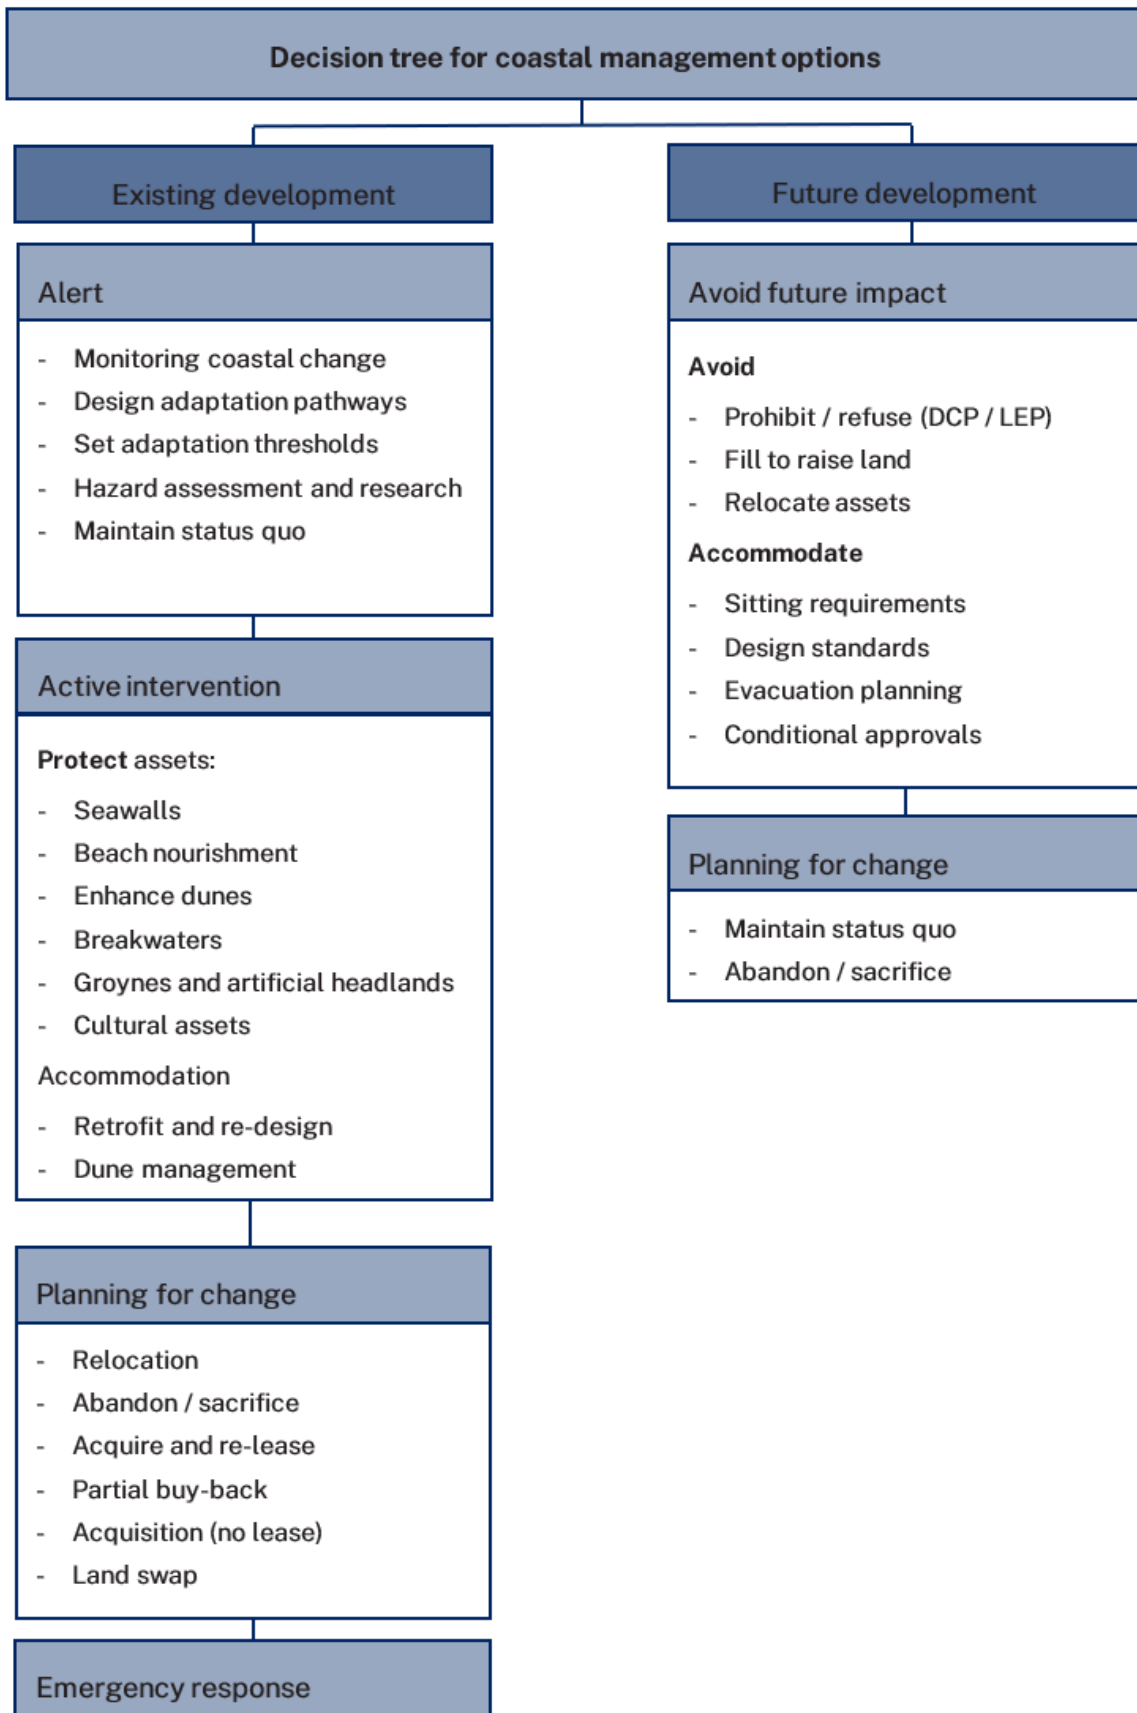 Decision tree for coastal management options
Existing development
Alert
- Monitoring coastal change
- Design adaptation pathways
- Set adaptation thresholds
- Hazard assessment and research
- Maintain status quo
Active intervention
Protect assets:
- Seawalls
- Beach nourishment
- Enhance dunes
- Breakwaters
- Groynes and artificial headlands
- Cultural assets
Accommodation
- Retrofit and re-design
- Dune management
Planning for change
- Relocation
- Abandon / sacrifice
- Acquire and re-lease
- Partial buy-back
- Acquisition (no lease)
- Land swap
Emergency response
Future development
Avoid future impact
Avoid
- Prohibit / refuse (DCP / LEP)
- Fill to raise land
- Relocate assets
Accommodate
- Sitting requirements
- Design standards
- Evacuation planning
- Conditional approvals
Planning for change
- Maintain status quo
- Abandon / sacrifice